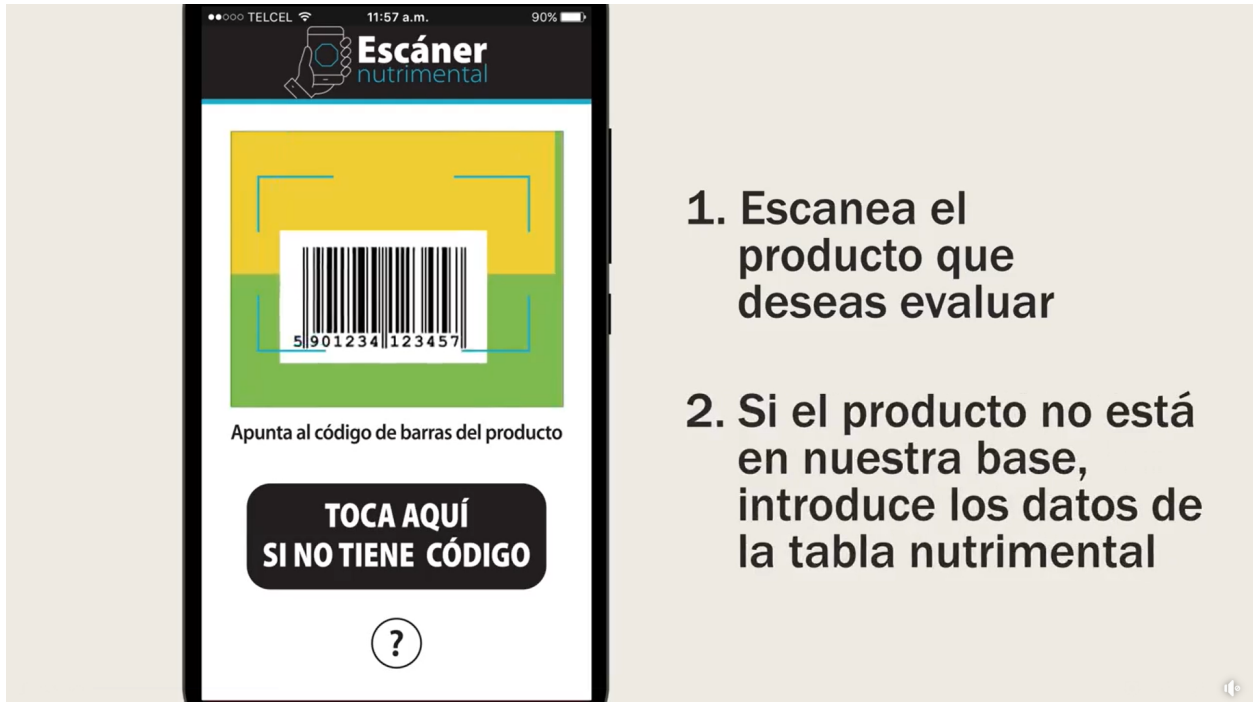 TELCEL 11:57 a.m. 90%
Escáner
nutrimental
5 901234 123457
Apunta al código de barras del producto
TOCA AQUÍ
SI NO TIENE CÓDIGO
?
1. Escanea el
producto que
deseas evaluar
2. Si el producto no está
en nuestra base,
introduce los datos de
la tabla nutrimental